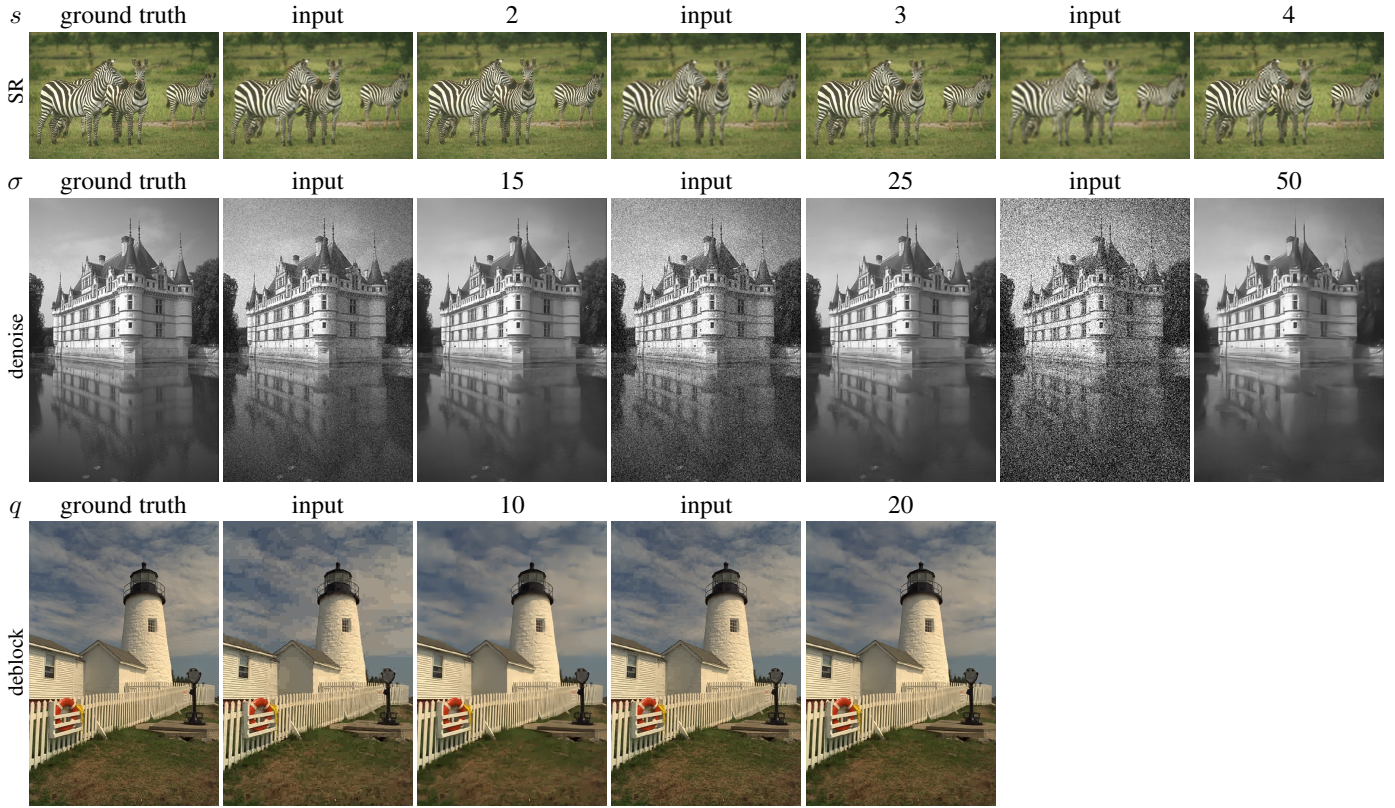 s ground truth input 2 input 3 input 4
SR
σ ground truth input 15 input 25 input 50
denoise
q ground truth input 10 input 20
deblock